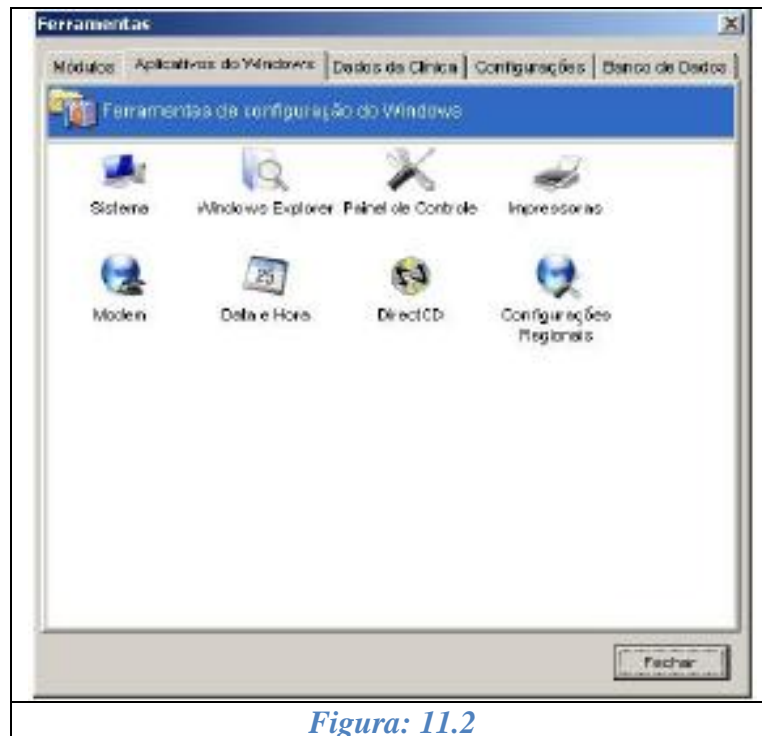 Ferramentas
Módulos Aplicativos do Windows Dados da Clínica Configurações Banco de Dados
Ferramentas de configuração do Windows
Sistema Windows Explorer Painel de Controle Impressoras
Modem Data e Hora DirectCD Configurações
Regionais
25
Fechar
Figura: 11.2